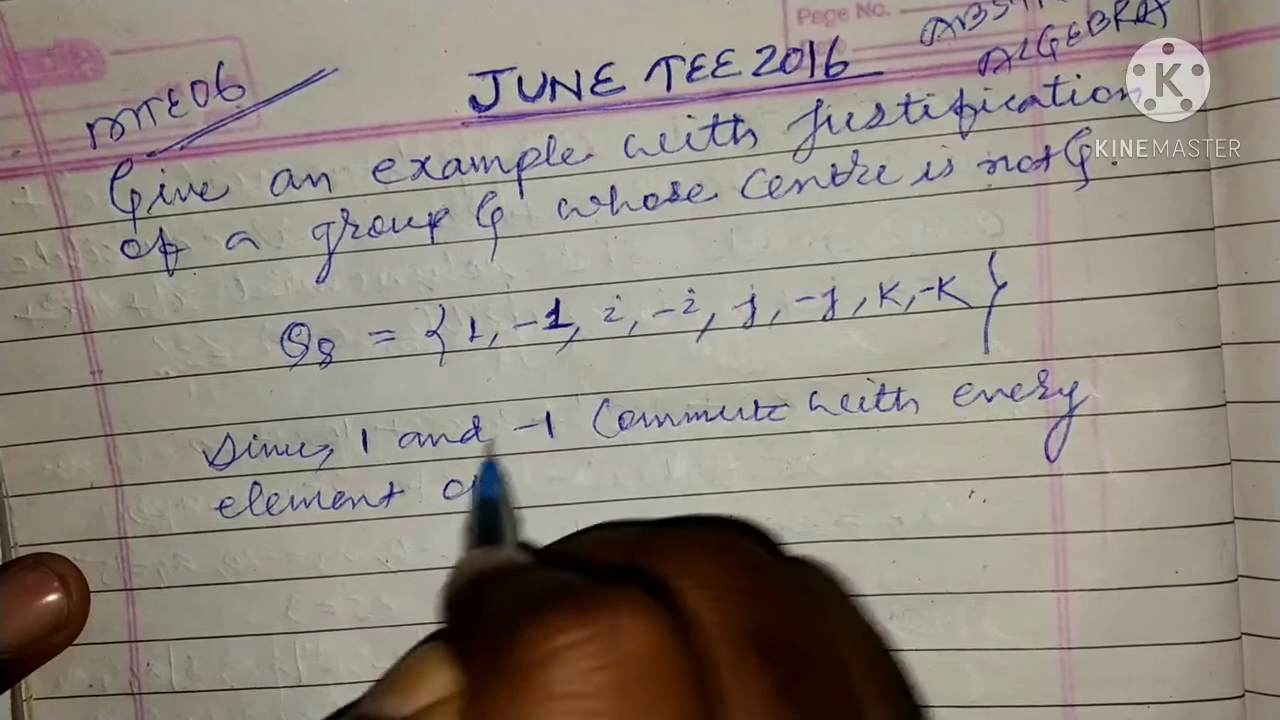 Page No.
ALGEBRA
MTE06
JUNE TEE 2016
K
KINEMASTER
Give an example with justification
of a group G whose centre is not G.
Q8 = { 1, -1, i, -i, j, -j, K, -K }
Since, 1 and -1 commute with every
element